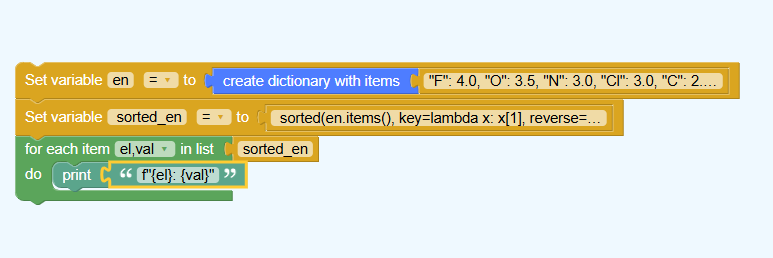 Set variable en = to create dictionary with items "F": 4.0, "O": 3.5, "N": 3.0, "Cl": 3.0, "C": 2....
Set variable sorted_en = to sorted(en.items(), key=lambda x: x[1], reverse=...
for each item el,val in list sorted_en
do print “ f"{el}: {val}" ”